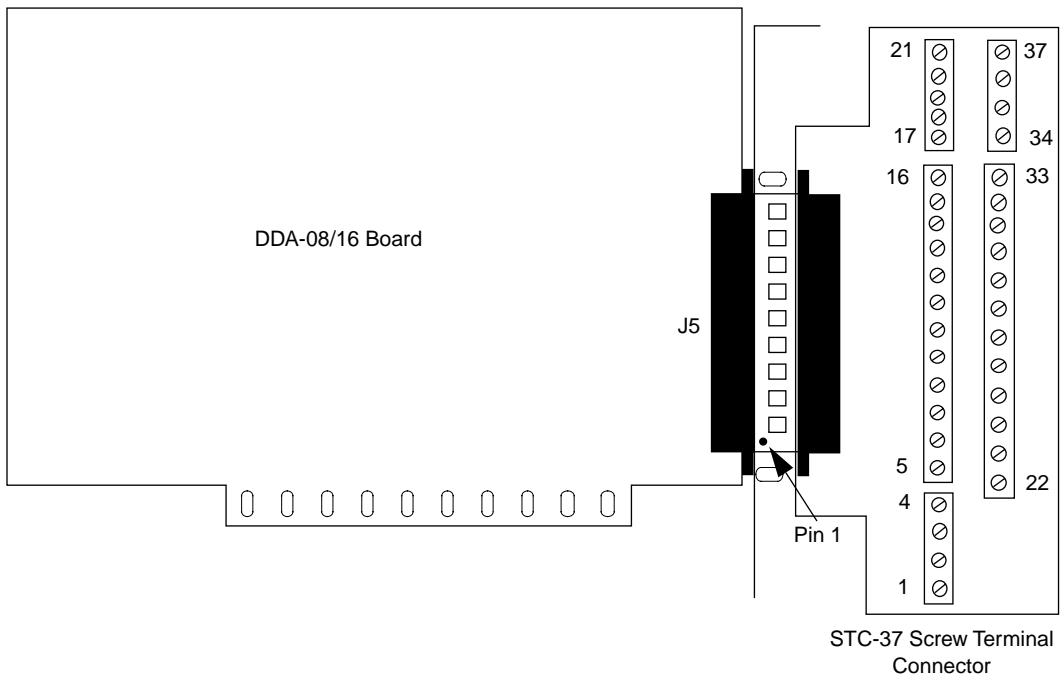 21
37
17
34
16
33
DDA-08/16 Board
J5
5
22
4
Pin 1
1
STC-37 Screw Terminal
Connector